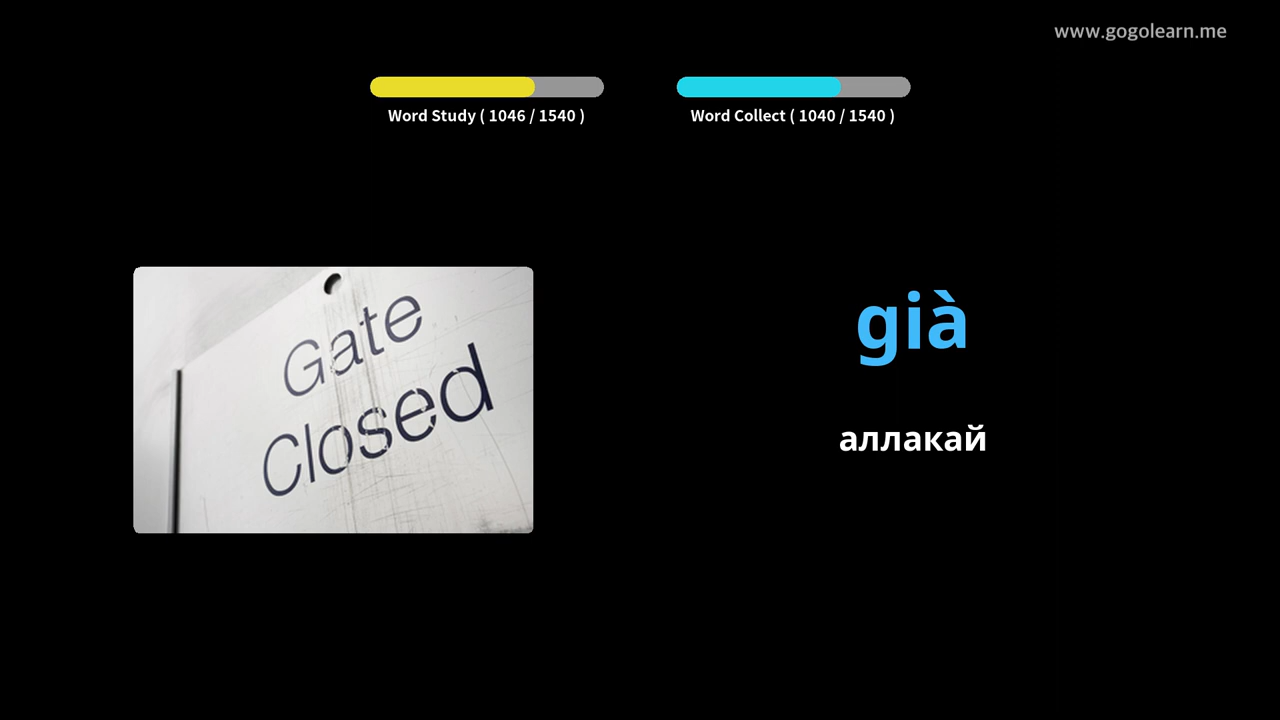 www.gogolearn.me
Word Study ( 1046 / 1540 )
Word Collect ( 1040 / 1540 )
Gate
Closed
già
аллакай